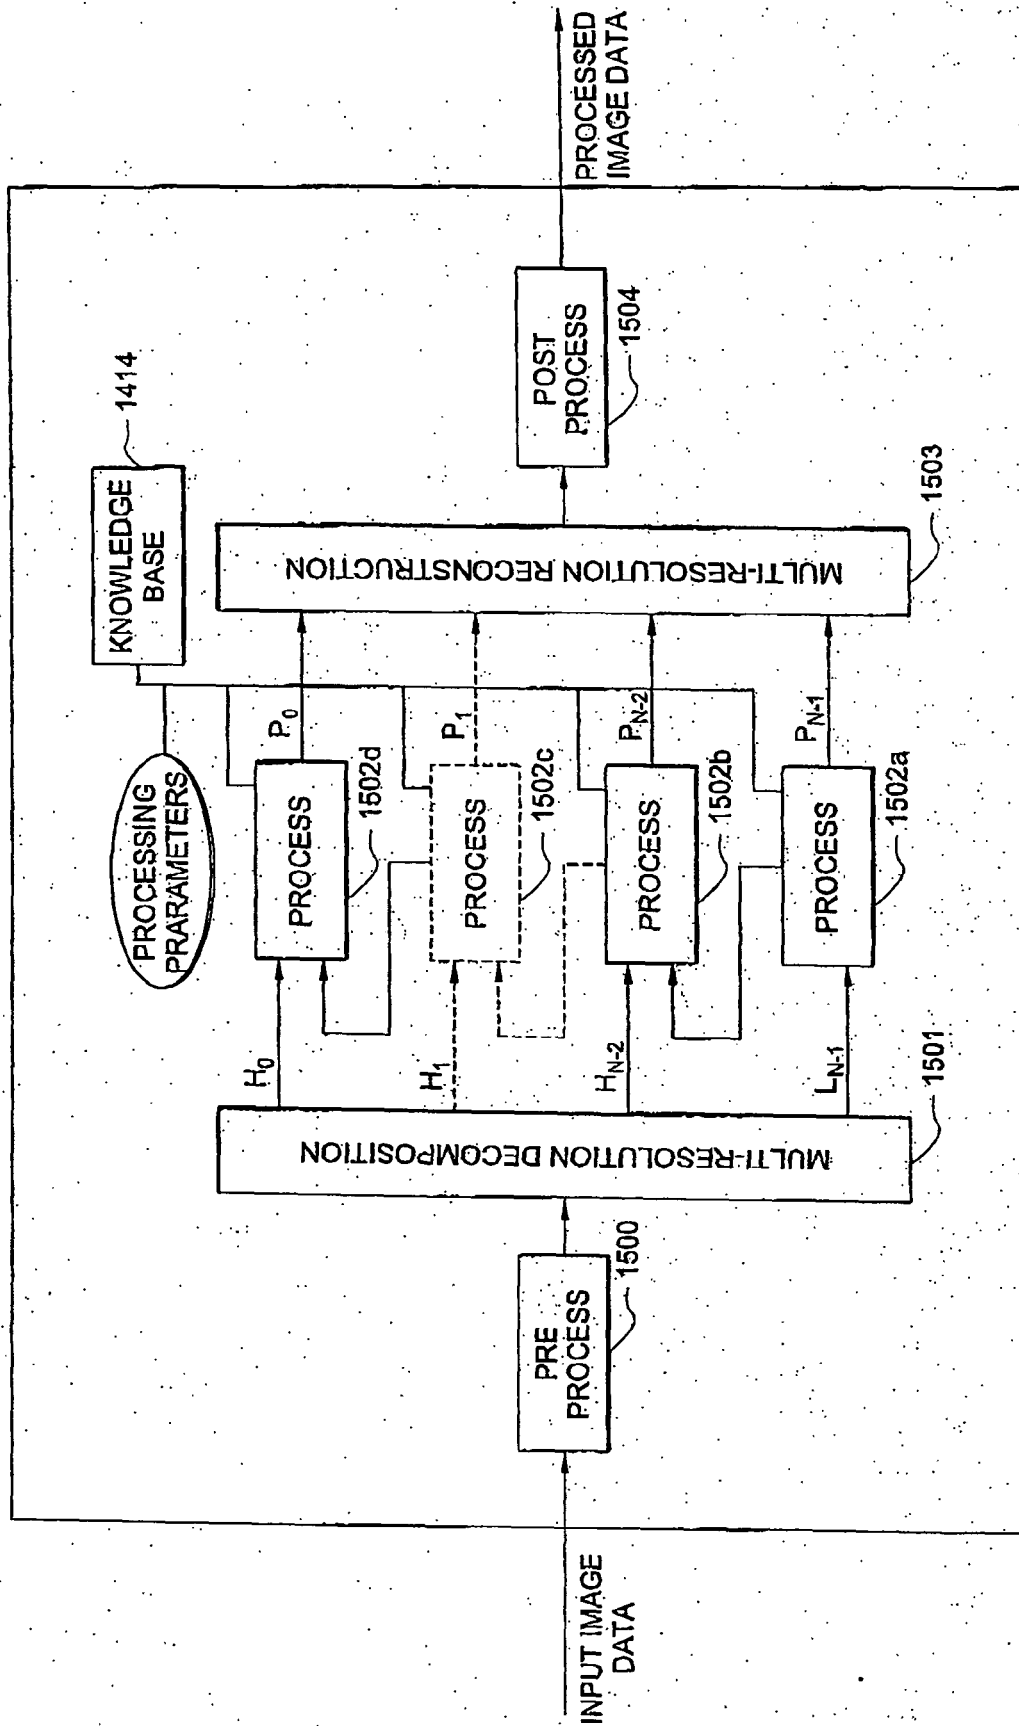 INPUT IMAGE
DATA
PRE
PROCESS
1500
MULTI-RESOLUTION DECOMPOSITION
1501
H0
H1
HN-2
LN-1
PROCESSING
PRARAMETERS
KNOWLEDGE
BASE
1414
PROCESS
1502d
P0
PROCESS
1502c
P1
PROCESS
1502b
PN-2
PROCESS
1502a
PN-1
MULTI-RESOLUTION RECONSTRUCTION
1503
POST
PROCESS
1504
PROCESSED
IMAGE DATA